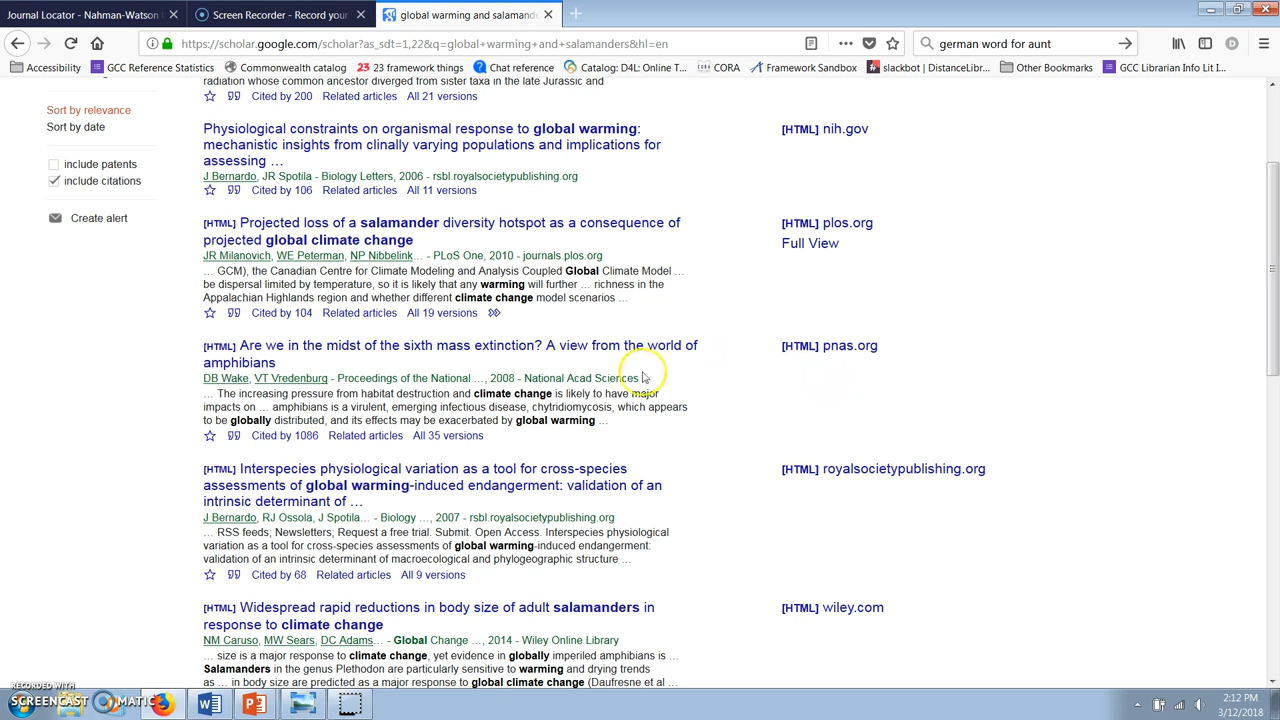 Journal Locator - Nahman-Watson
Screen Recorder - Record your
global warming and salamand
https://scholar.google.com/scholar?as_sdt=1,22&q=global+warming+and+salamanders&hl=en
german word for aunt
Accessibility
GCC Reference Statistics
Commonwealth catalog
23 framework things
Chat reference
Catalog: D4L: Online T...
CORA
Framework Sandbox
slackbot | DistanceLibr...
Other Bookmarks
GCC Librarian Info Lit I...
radiation whose common ancestor diverged from sister taxa in the late Jurassic and
Cited by 200 Related articles All 21 versions
Sort by relevance
Sort by date
include patents
include citations
Create alert
Physiological constraints on organismal response to global warming:
mechanistic insights from clinally varying populations and implications for
assessing …
J Bernardo, JR Spotila - Biology Letters, 2006 - rsbl.royalsocietypublishing.org
Cited by 106 Related articles All 11 versions
[HTML] nih.gov
[HTML] Projected loss of a salamander diversity hotspot as a consequence of
projected global climate change
JR Milanovich, WE Peterman, NP Nibbelink… - PLoS One, 2010 - journals.plos.org
… GCM), the Canadian Centre for Climate Modeling and Analysis Coupled Global Climate Model …
be dispersal limited by temperature, so it is likely that any warming will further … richness in the
Appalachian Highlands region and whether different climate change model scenarios …
Cited by 104 Related articles All 19 versions
[HTML] plos.org
Full View
[HTML] Are we in the midst of the sixth mass extinction? A view from the world of
amphibians
DB Wake, VT Vredenburg - Proceedings of the National …, 2008 - National Acad Sciences
… The increasing pressure from habitat destruction and climate change is likely to have major
impacts on … amphibians is a virulent, emerging infectious disease, chytridiomycosis, which appears
to be globally distributed, and its effects may be exacerbated by global warming …
Cited by 1086 Related articles All 35 versions
[HTML] pnas.org
[HTML] Interspecies physiological variation as a tool for cross-species
assessments of global warming-induced endangerment: validation of an
intrinsic determinant of …
J Bernardo, RJ Ossola, J Spotila… - Biology …, 2007 - rsbl.royalsocietypublishing.org
… RSS feeds; Newsletters; Request a free trial. Submit. Open Access. Interspecies physiological
variation as a tool for cross-species assessments of global warming-induced endangerment:
validation of an intrinsic determinant of macroecological and phylogeographic structure …
Cited by 68 Related articles All 9 versions
[HTML] royalsocietypublishing.org
[HTML] Widespread rapid reductions in body size of adult salamanders in
response to climate change
NM Caruso, MW Sears, DC Adams… - Global Change …, 2014 - Wiley Online Library
… size is a major response to climate change, yet evidence in globally imperiled amphibians is …
Salamanders in the genus Plethodon are particularly sensitive to warming and drying trends
as … in body size are predicted as a major response to global climate change (Daufresne et al …
[HTML] wiley.com
RECORDED WITH
SCREENCAST MATIC
2:12 PM
3/12/2018